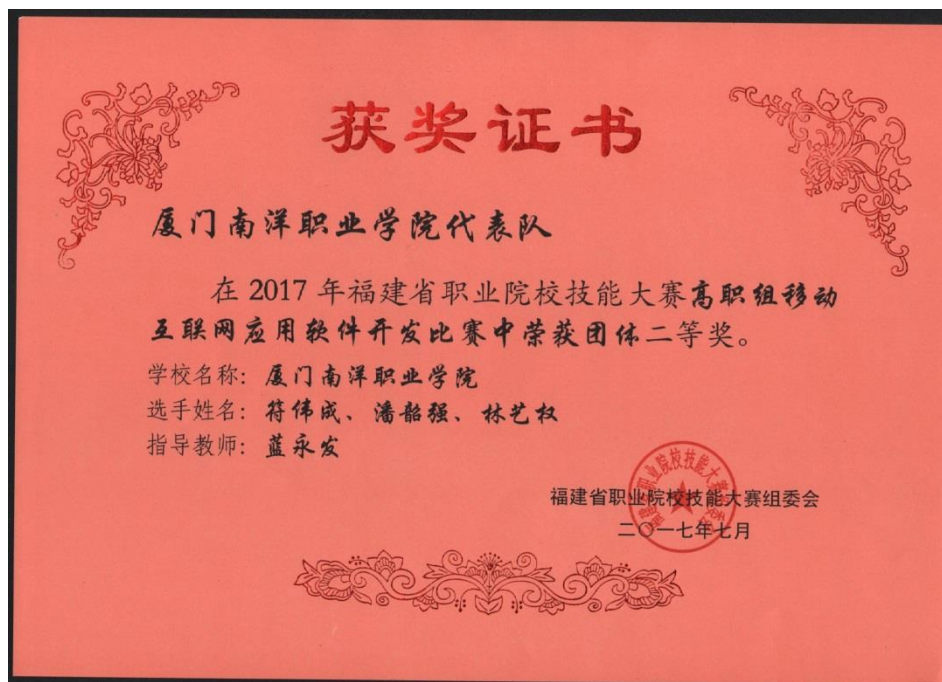 获奖证书
厦门南洋职业学院代表队
在 2017 年福建省职业院校技能大赛高职组移动
互联网应用软件开发比赛中荣获团体二等奖。
学校名称：厦门南洋职业学院
选手姓名：符伟成、潘韶强、林艺权
指导教师：蓝永发
福建省职业院校技能大赛组委会
二〇一七年七月